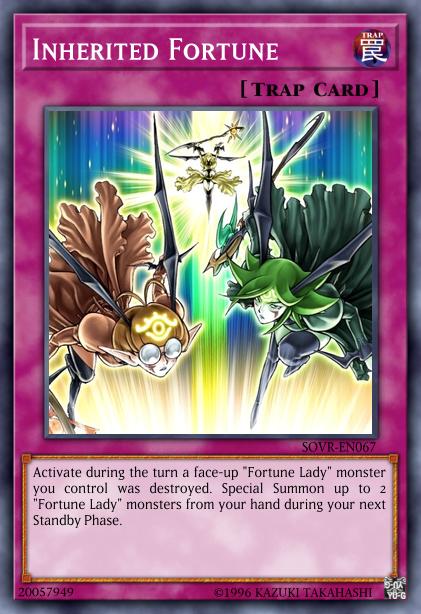 INHERITED FORTUNE
TRAP
罠
[TRAP CARD]
SOVR-EN067
Activate during the turn a face-up "Fortune Lady" monster
you control was destroyed. Special Summon up to 2
"Fortune Lady" monsters from your hand during your next
Standby Phase.
20057949
©1996 KAZUKI TAKAHASHI